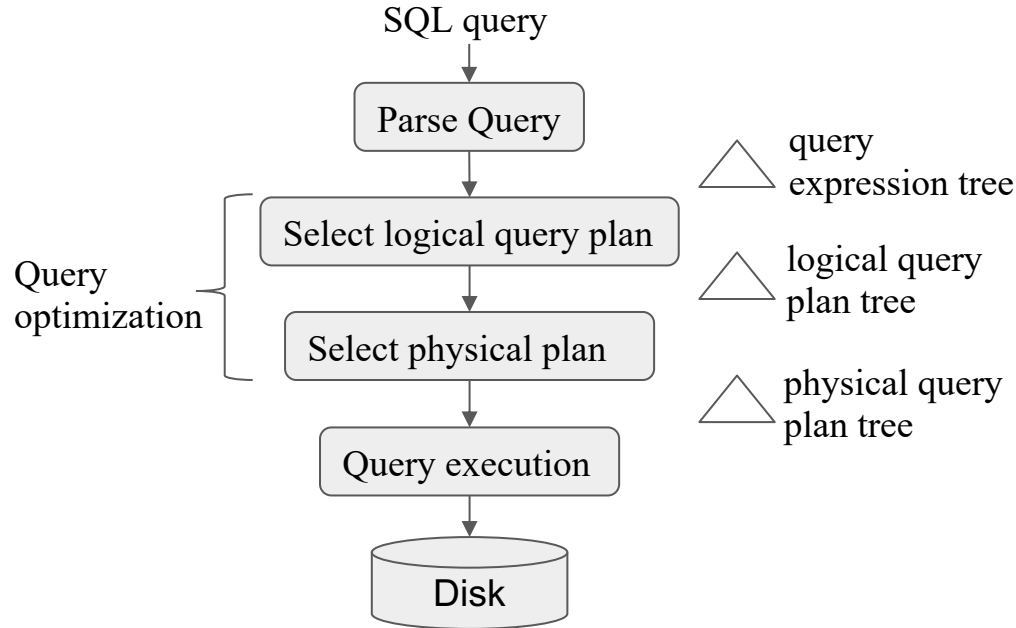 SQL query
Parse Query
query
expression tree
Select logical query plan
logical query
plan tree
Query
optimization
Select physical plan
physical query
plan tree
Query execution
Disk